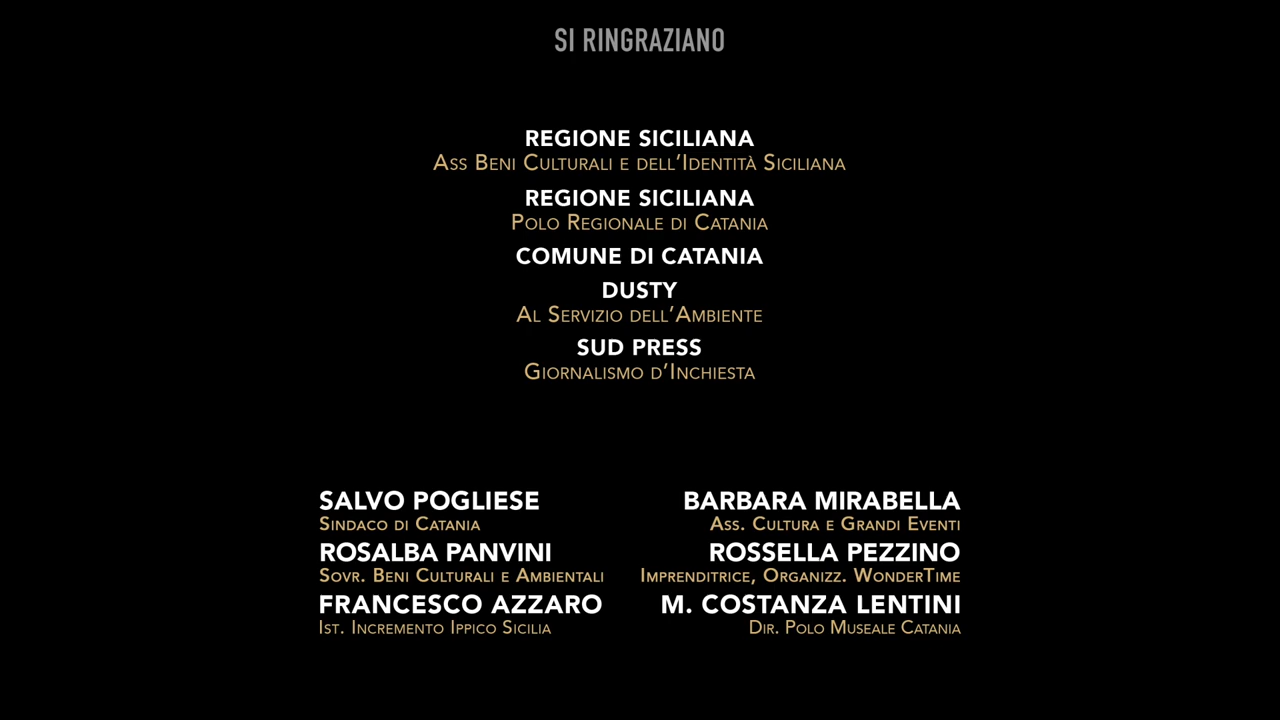 SI RINGRAZIANO
REGIONE SICILIANA
Ass Beni Culturali e dell'Identità Siciliana
REGIONE SICILIANA
Polo Regionale di Catania
COMUNE DI CATANIA
DUSTY
Al Servizio dell'Ambiente
SUD PRESS
Giornalismo d'Inchiesta
SALVO POGLIESE
Sindaco di Catania
ROSALBA PANVINI
Sovr. Beni Culturali e Ambientali
FRANCESCO AZZARO
Ist. Incremento Ippico Sicilia
BARBARA MIRABELLA
Ass. Cultura e Grandi Eventi
ROSSELLA PEZZINO
Imprenditrice, Organizz. WonderTime
M. COSTANZA LENTINI
Dir. Polo Museale Catania